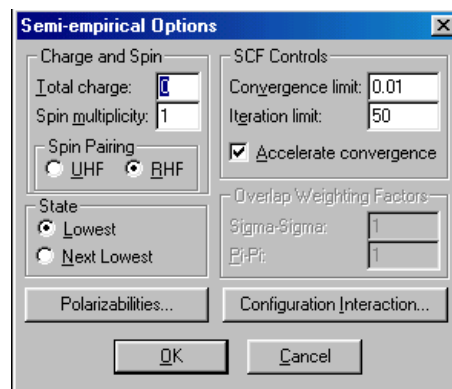 Semi-empirical Options
Charge and Spin
Total charge: 0
Spin multiplicity: 1
Spin Pairing
UHF RHF
State
Lowest
Next Lowest
SCF Controls
Convergence limit: 0.01
Iteration limit: 50
Accelerate convergence
Overlap Weighting Factors
Sigma-Sigma: 1
Pi-Pi: 1
Polarizabilities...
Configuration Interaction...
OK
Cancel